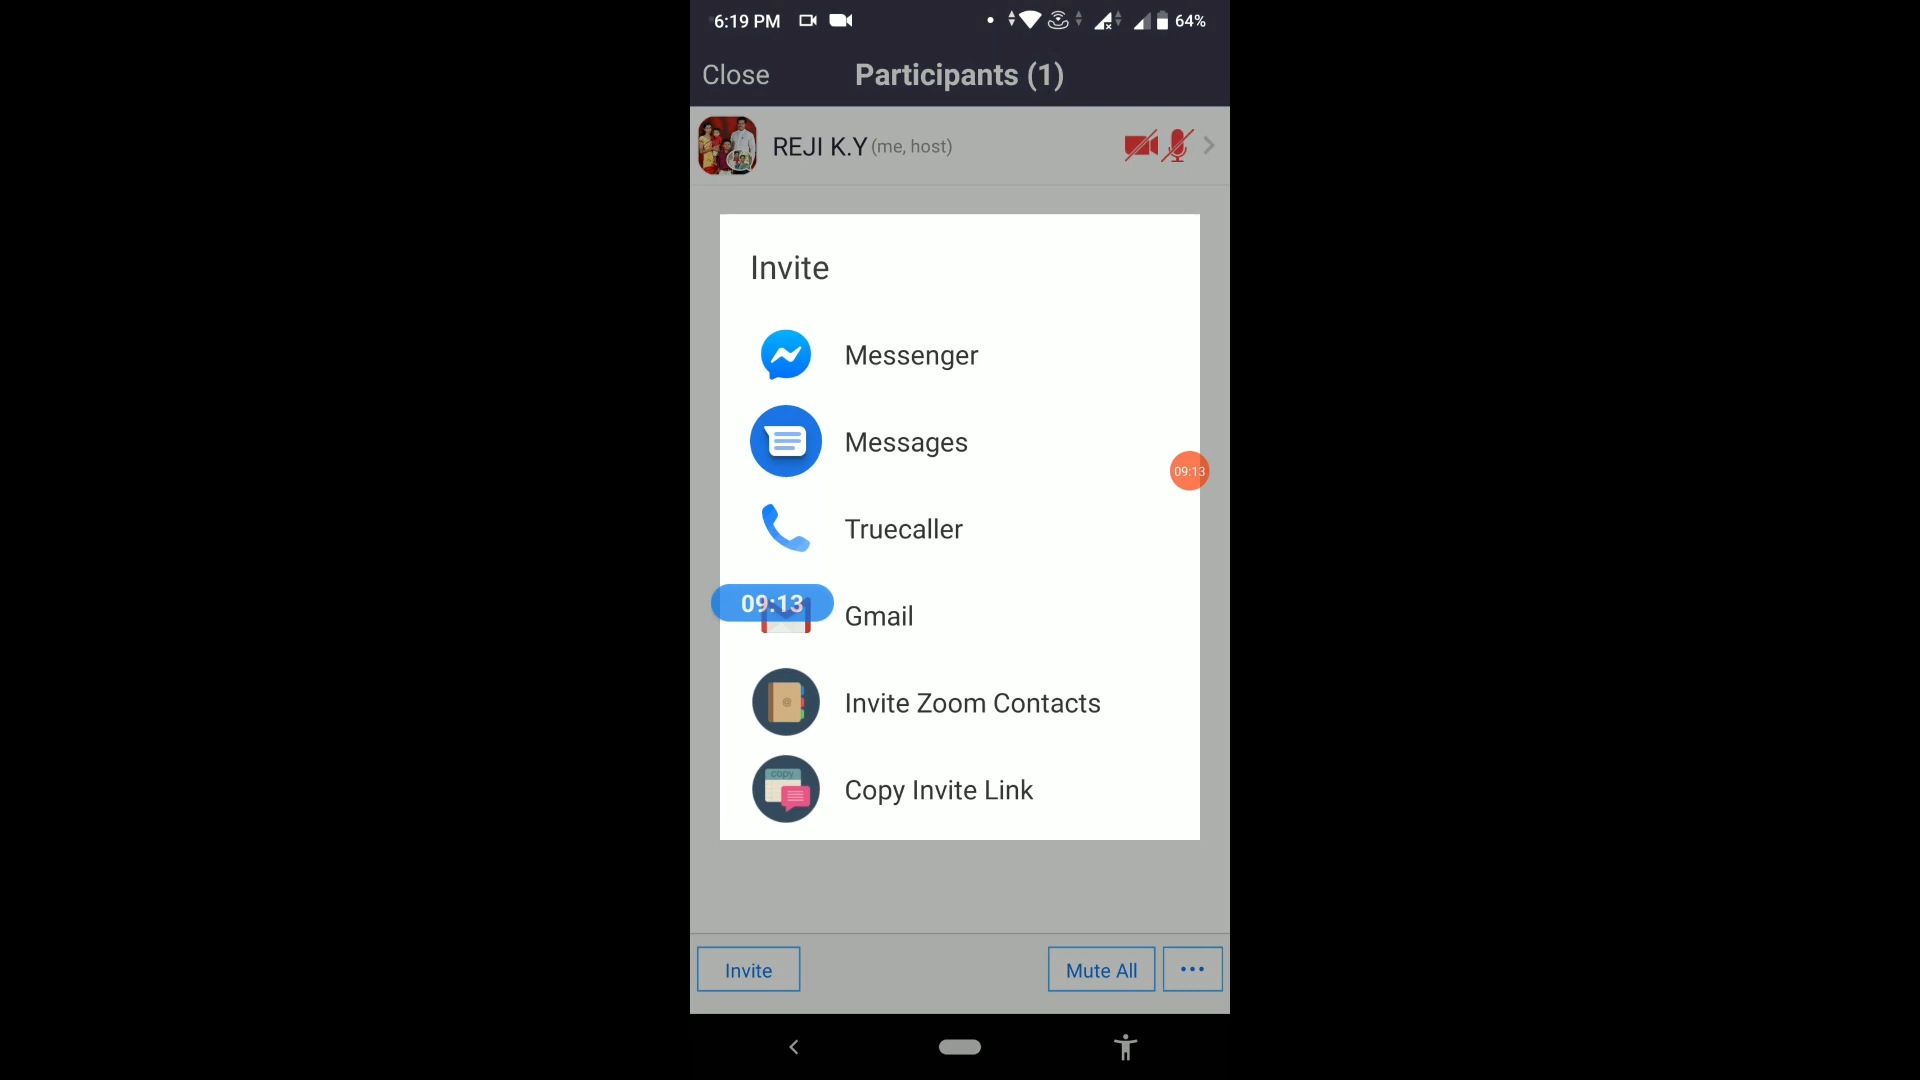 6:19 PM
64%
Close
Participants (1)
REJI K.Y (me, host)
Invite
Messenger
Messages
09:13
Truecaller
09:13
Gmail
@
Invite Zoom Contacts
copy
Copy Invite Link
Invite
Mute All
...